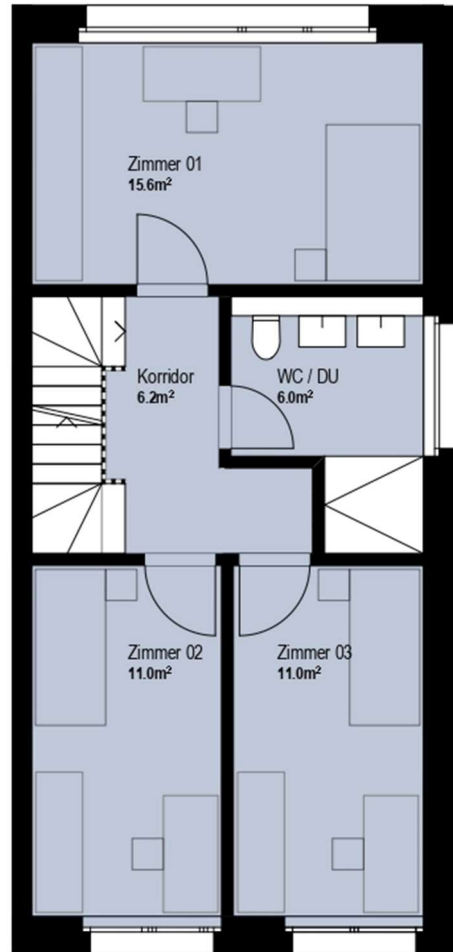 Zimmer 01
15.6m²
Korridor
6.2m²
WC / DU
6.0m²
Zimmer 02
11.0m²
Zimmer 03
11.0m²